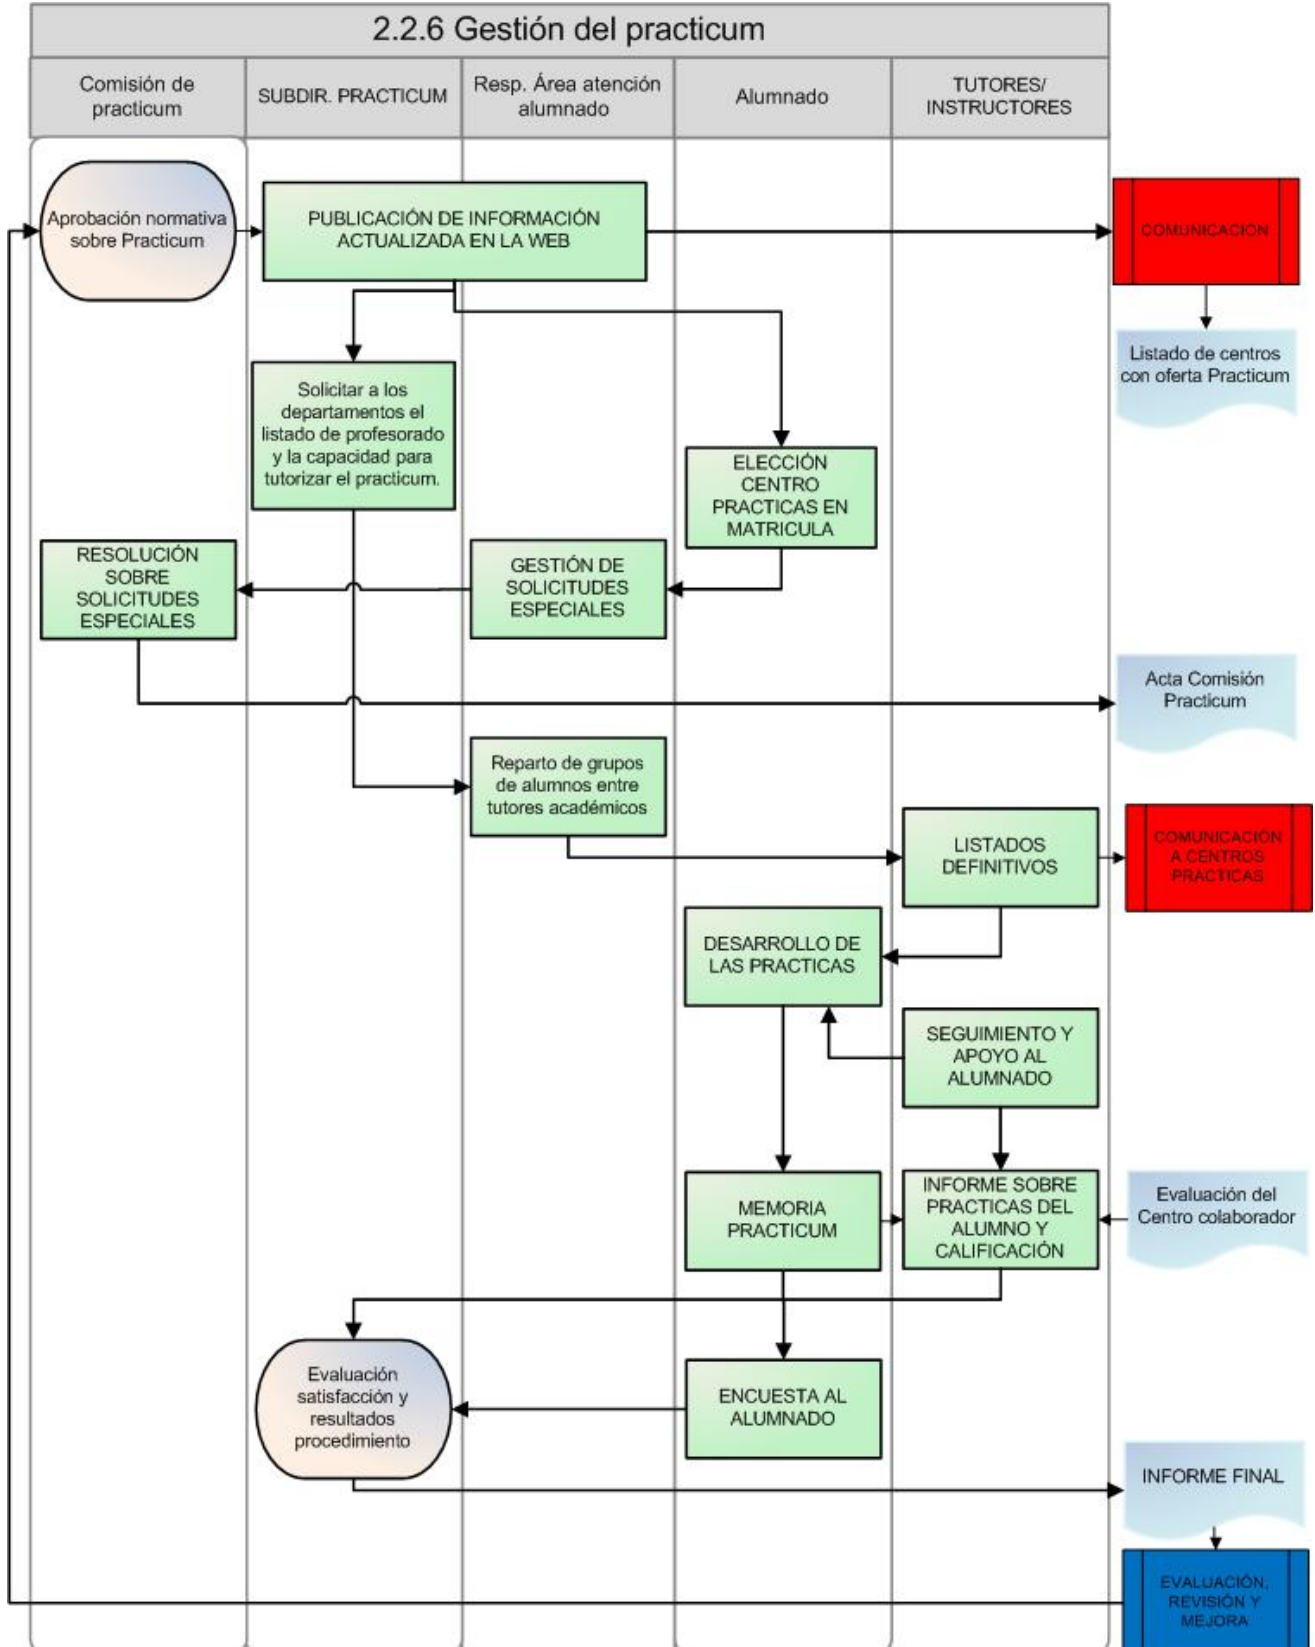 2.2.6 Gestión del practicum
Comisión de
practicum
SUBDIR. PRACTICUM
Resp. Área atención
alumnado
Alumnado
TUTORES/
INSTRUCTORES
Aprobación normativa
sobre Practicum
PUBLICACIÓN DE INFORMACIÓN
ACTUALIZADA EN LA WEB
COMUNICACIÓN
Listado de centros
con oferta Practicum
Solicitar a los
departamentos el
listado de profesorado
y la capacidad para
tutorizar el practicum.
ELECCIÓN
CENTRO
PRACTICAS EN
MATRICULA
RESOLUCIÓN
SOBRE
SOLICITUDES
ESPECIALES
GESTIÓN DE
SOLICITUDES
ESPECIALES
Acta Comisión
Practicum
Reparto de grupos
de alumnos entre
tutores académicos
LISTADOS
DEFINITIVOS
COMUNICACIÓN
A CENTROS
PRACTICAS
DESARROLLO DE
LAS PRACTICAS
SEGUIMIENTO Y
APOYO AL
ALUMNADO
MEMORIA
PRACTICUM
INFORME SOBRE
PRACTICAS DEL
ALUMNO Y
CALIFICACIÓN
Evaluación del
Centro colaborador
Evaluación
satisfacción y
resultados
procedimiento
ENCUESTA AL
ALUMNADO
INFORME FINAL
EVALUACIÓN,
REVISIÓN Y
MEJORA